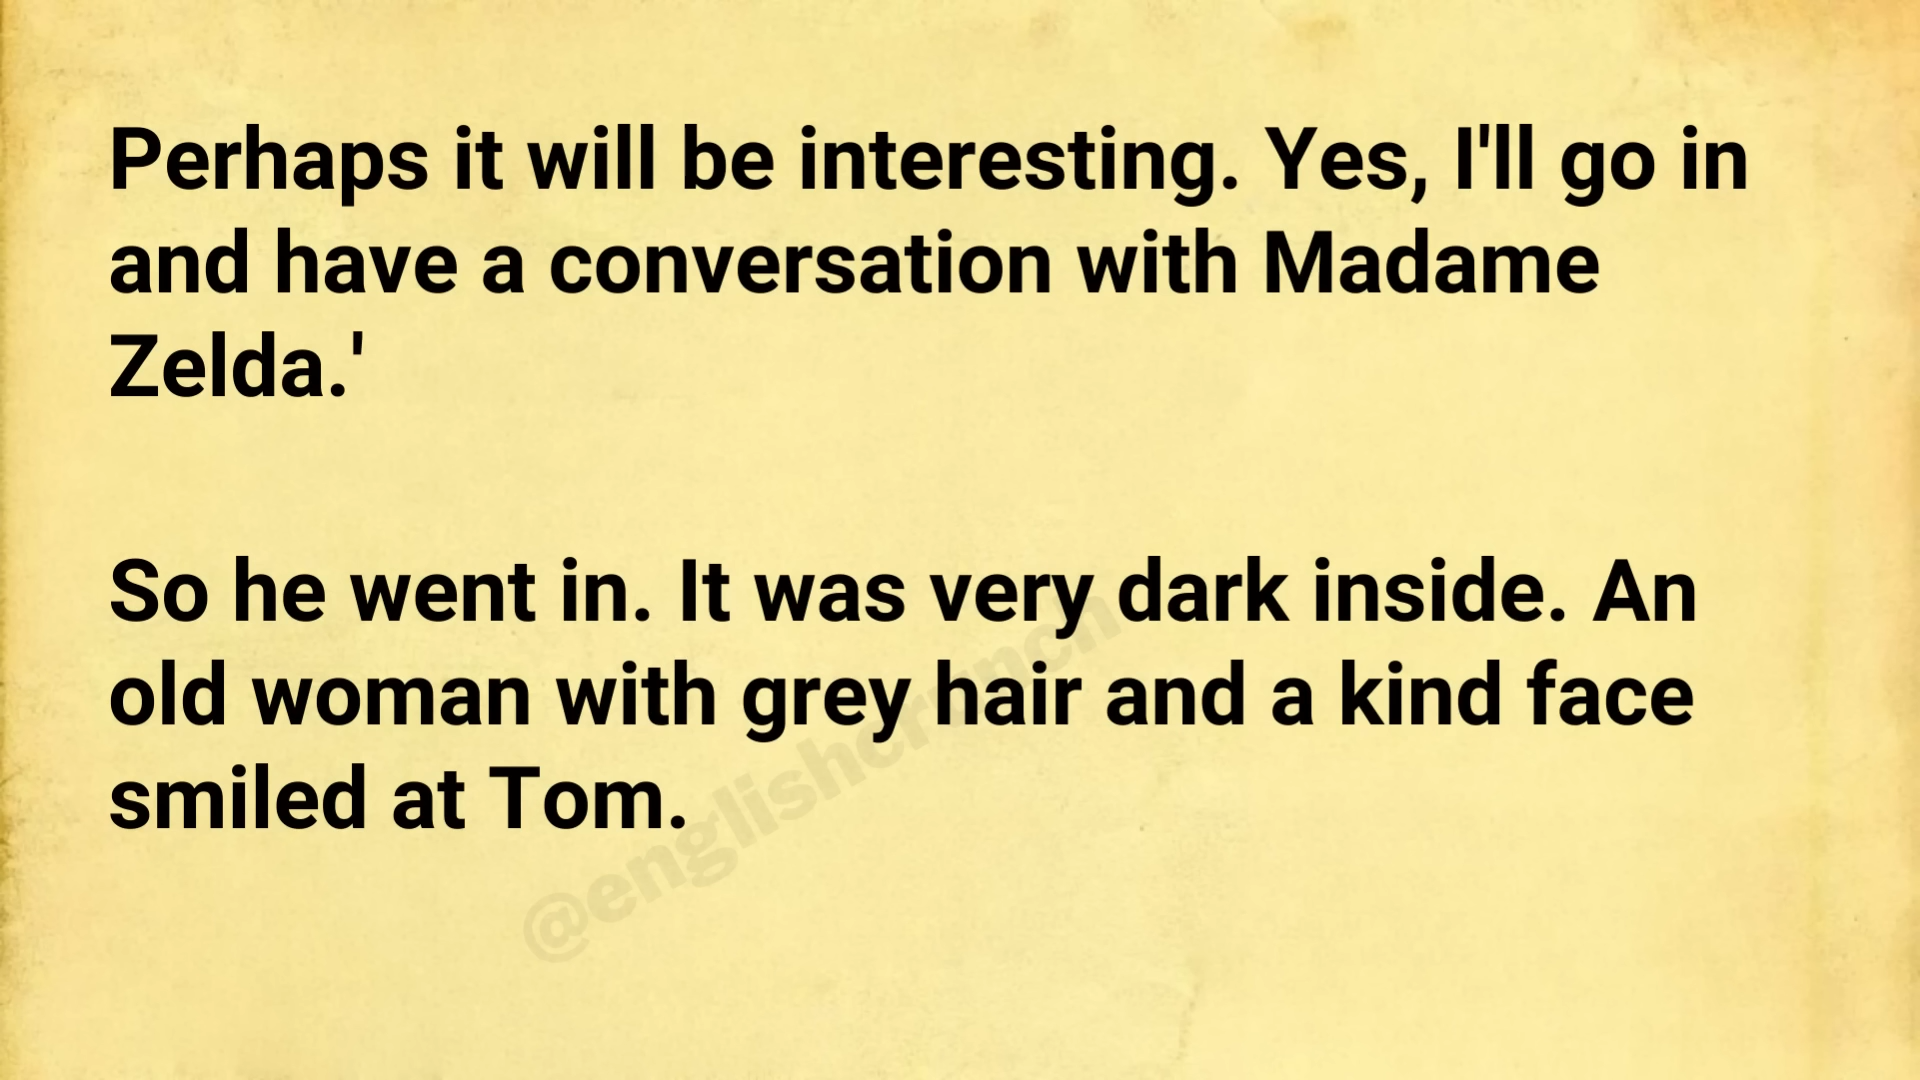 Perhaps it will be interesting. Yes, I'll go in
and have a conversation with Madame
Zelda.'
So he went in. It was very dark inside. An
old woman with grey hair and a kind face
smiled at Tom.
@englishcrunch